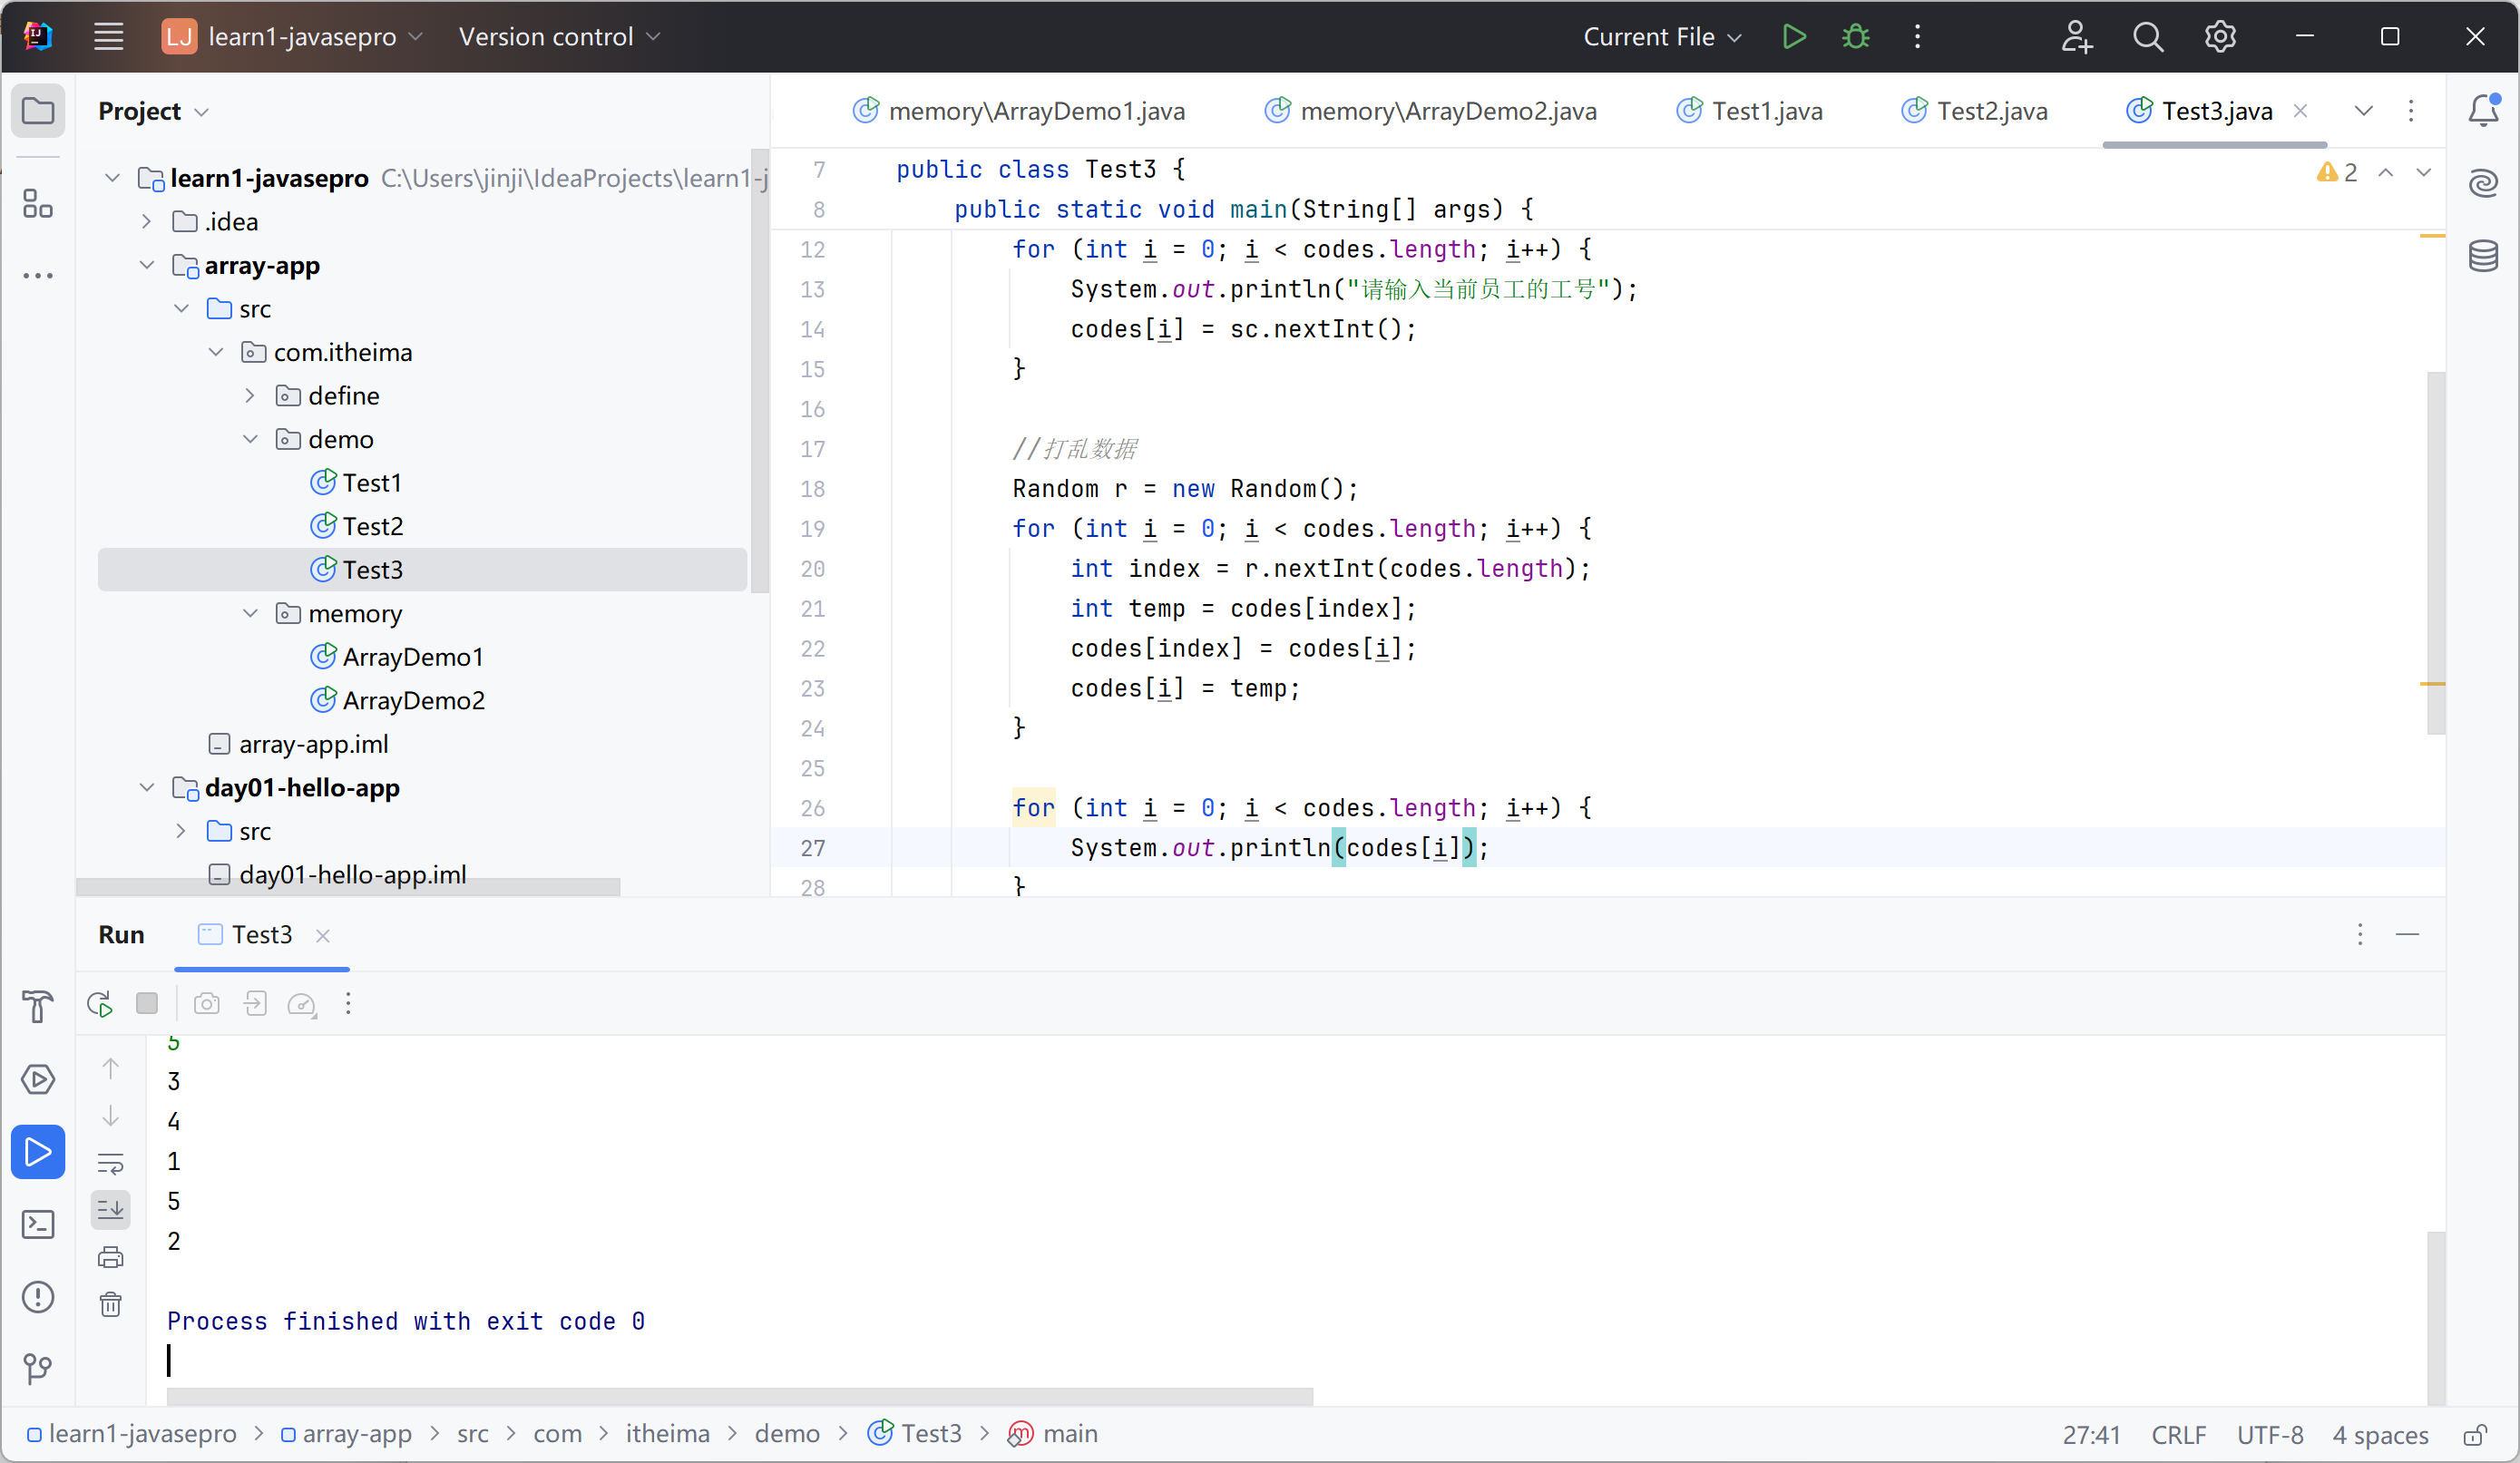 LJ learn1-javasepro Version control Current File
Project
learn1-javasepro C:\Users\jinji\IdeaProjects\learn1-j
.idea
array-app
src
com.itheima
define
demo
Test1
Test2
Test3
memory
ArrayDemo1
ArrayDemo2
array-app.iml
day01-hello-app
src
day01-hello-app.iml
memory\ArrayDemo1.java memory\ArrayDemo2.java Test1.java Test2.java Test3.java
2
7 public class Test3 {
8 public static void main(String[] args) {
12 for (int i = 0; i < codes.length; i++) {
13 System.out.println("请输入当前员工的工号");
14 codes[i] = sc.nextInt();
15 }
16
17 //打乱数据
18 Random r = new Random();
19 for (int i = 0; i < codes.length; i++) {
20 int index = r.nextInt(codes.length);
21 int temp = codes[index];
22 codes[index] = codes[i];
23 codes[i] = temp;
24 }
25
26 for (int i = 0; i < codes.length; i++) {
27 System.out.println(codes[i]);
28 }
Run Test3
5
3
4
1
5
2
Process finished with exit code 0
learn1-javasepro > array-app > src > com > itheima > demo > Test3 > main 27:41 CRLF UTF-8 4 spaces